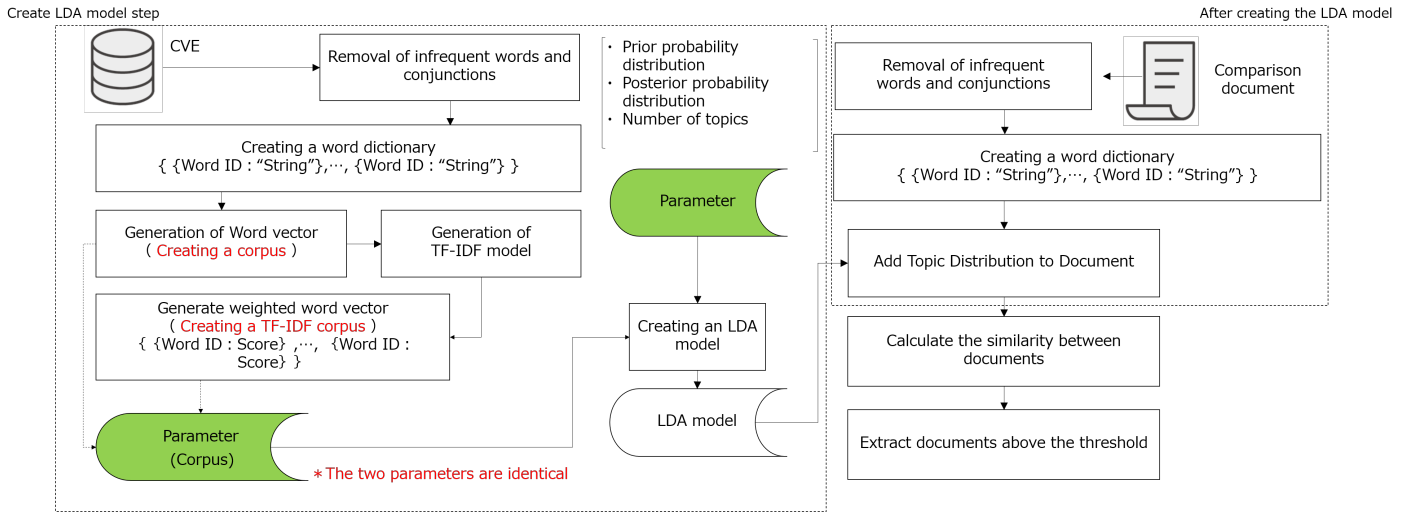 Create LDA model step
After creating the LDA model
CVE
Removal of infrequent words and
conjunctions
Creating a word dictionary
{ {Word ID : “String”},⋯, {Word ID : “String”} }
Generation of Word vector
( Creating a corpus )
Generation of
TF-IDF model
Generate weighted word vector
( Creating a TF-IDF corpus )
{ {Word ID : Score} ,⋯, {Word ID :
Score} }
Parameter
(Corpus)
＊The two parameters are identical
・ Prior probability
distribution
・ Posterior probability
distribution
・ Number of topics
Parameter
Creating an LDA
model
LDA model
Removal of infrequent
words and conjunctions
Comparison
document
Creating a word dictionary
{ {Word ID : “String”},⋯, {Word ID : “String”} }
Add Topic Distribution to Document
Calculate the similarity between
documents
Extract documents above the threshold